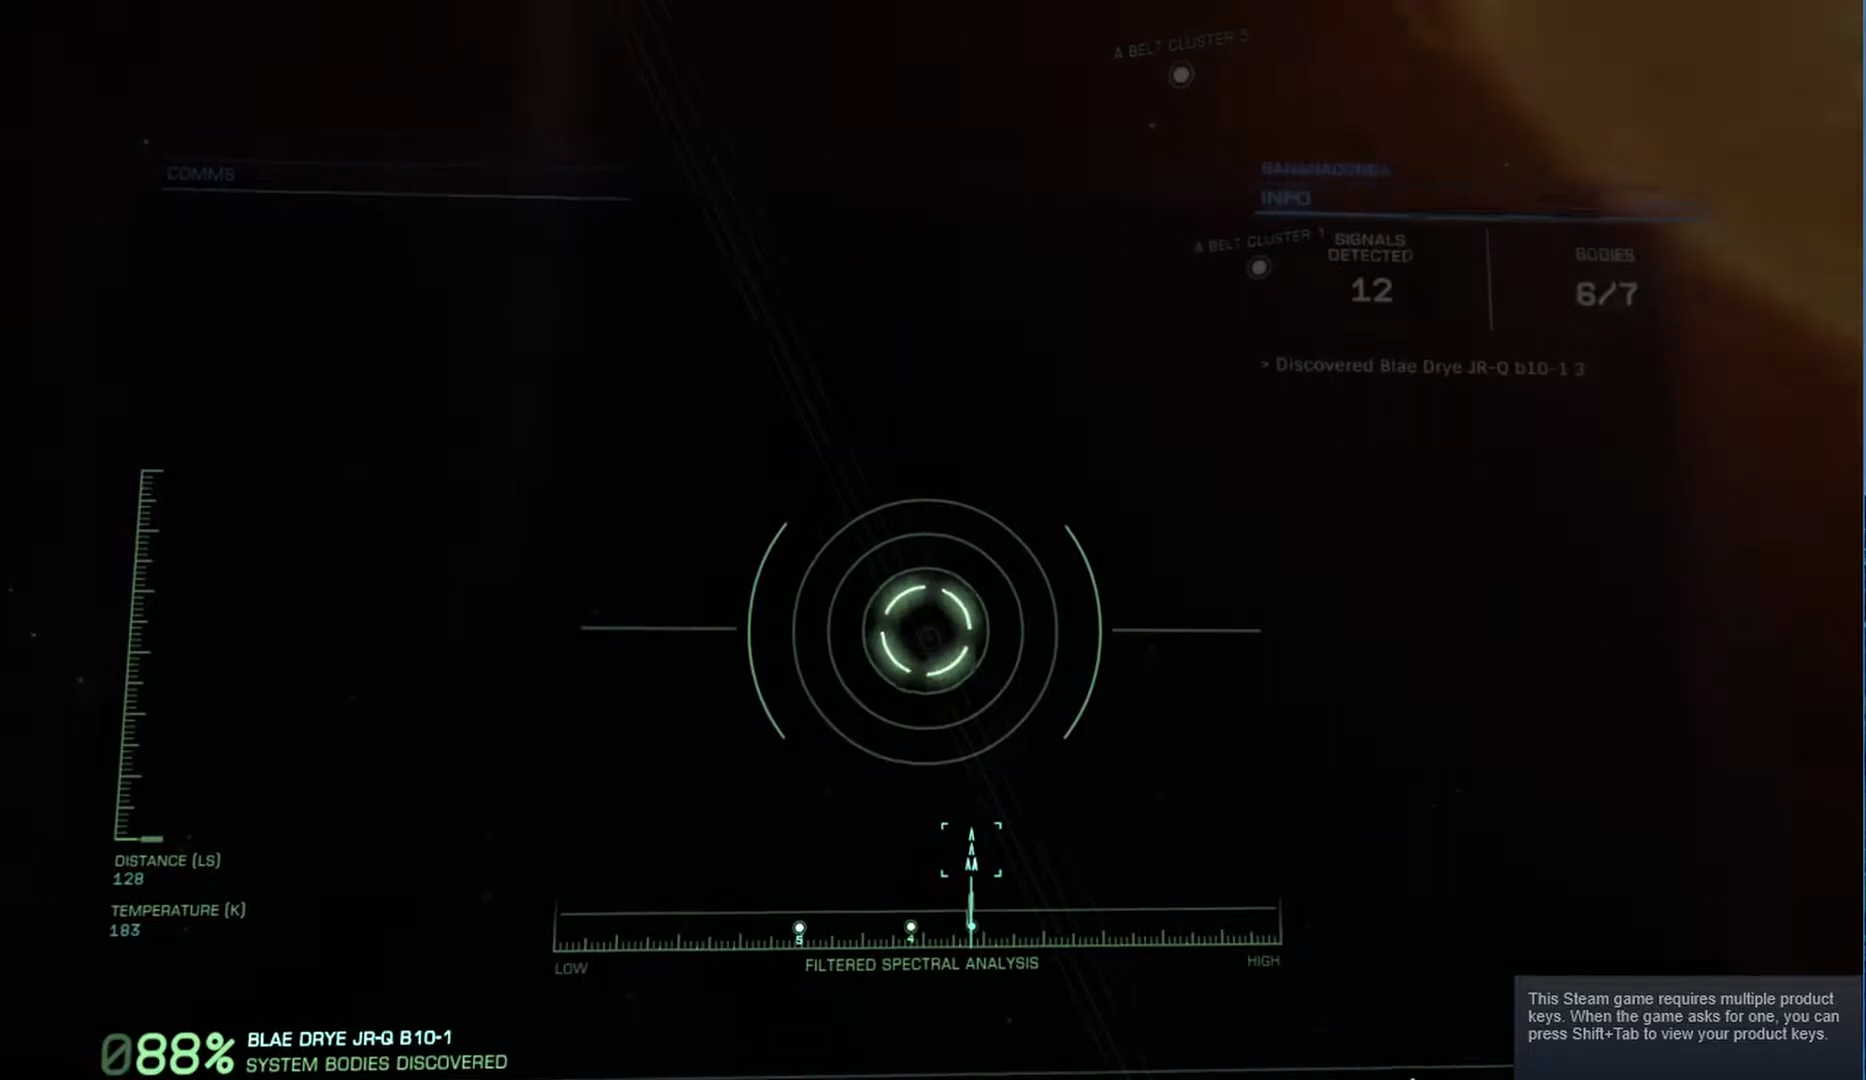 A BELT CLUSTER 5
COMMS
BANANACONDA
INFO
A BELT CLUSTER 1
SIGNALS
DETECTED
12
BODIES
6/7
> Discovered Blae Drye JR-Q b10-1 3
DISTANCE (LS)
128
TEMPERATURE (K)
183
5
4
LOW
FILTERED SPECTRAL ANALYSIS
HIGH
088%
BLAE DRYE JR-Q B10-1
SYSTEM BODIES DISCOVERED
This Steam game requires multiple product
keys. When the game asks for one, you can
press Shift+Tab to view your product keys.